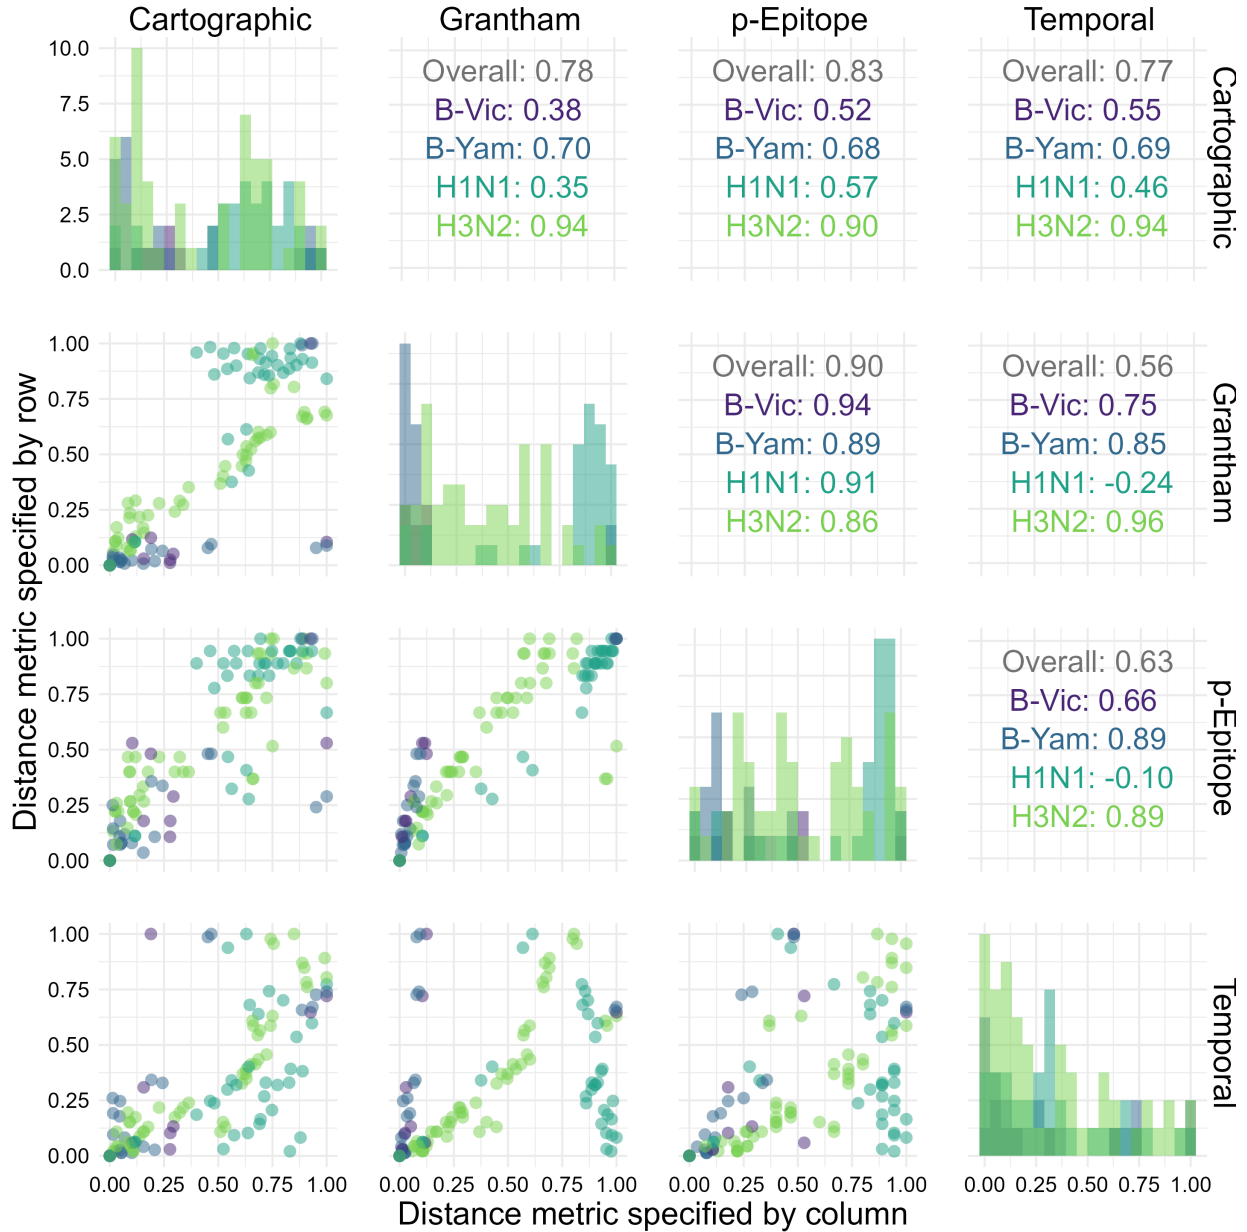 Cartographic
Grantham
p-Epitope
Temporal
10.0
7.5
5.0
2.5
0.0
Overall: 0.78
B-Vic: 0.38
B-Yam: 0.70
H1N1: 0.35
H3N2: 0.94
Overall: 0.83
B-Vic: 0.52
B-Yam: 0.68
H1N1: 0.57
H3N2: 0.90
Overall: 0.77
B-Vic: 0.55
B-Yam: 0.69
H1N1: 0.46
H3N2: 0.94
Cartographic
Distance metric specified by row
1.00
0.75
0.50
0.25
0.00
Overall: 0.90
B-Vic: 0.94
B-Yam: 0.89
H1N1: 0.91
H3N2: 0.86
Overall: 0.56
B-Vic: 0.75
B-Yam: 0.85
H1N1: -0.24
H3N2: 0.96
Grantham
1.00
0.75
0.50
0.25
0.00
Overall: 0.63
B-Vic: 0.66
B-Yam: 0.89
H1N1: -0.10
H3N2: 0.89
p-Epitope
1.00
0.75
0.50
0.25
0.00
Temporal
0.00 0.25 0.50 0.75 1.00
0.00 0.25 0.50 0.75 1.00
0.00 0.25 0.50 0.75 1.00
0.00 0.25 0.50 0.75 1.00
Distance metric specified by column